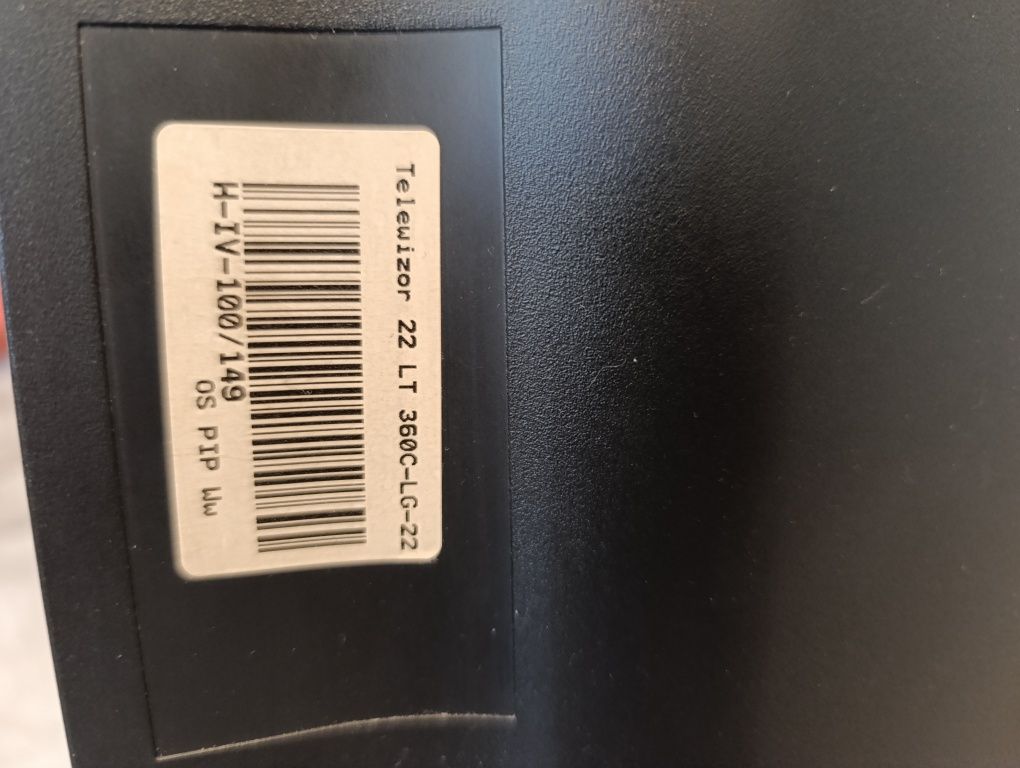 Telewizor 22 LT 360C-LG-22
H-IV-100/149
OS PIP Ww